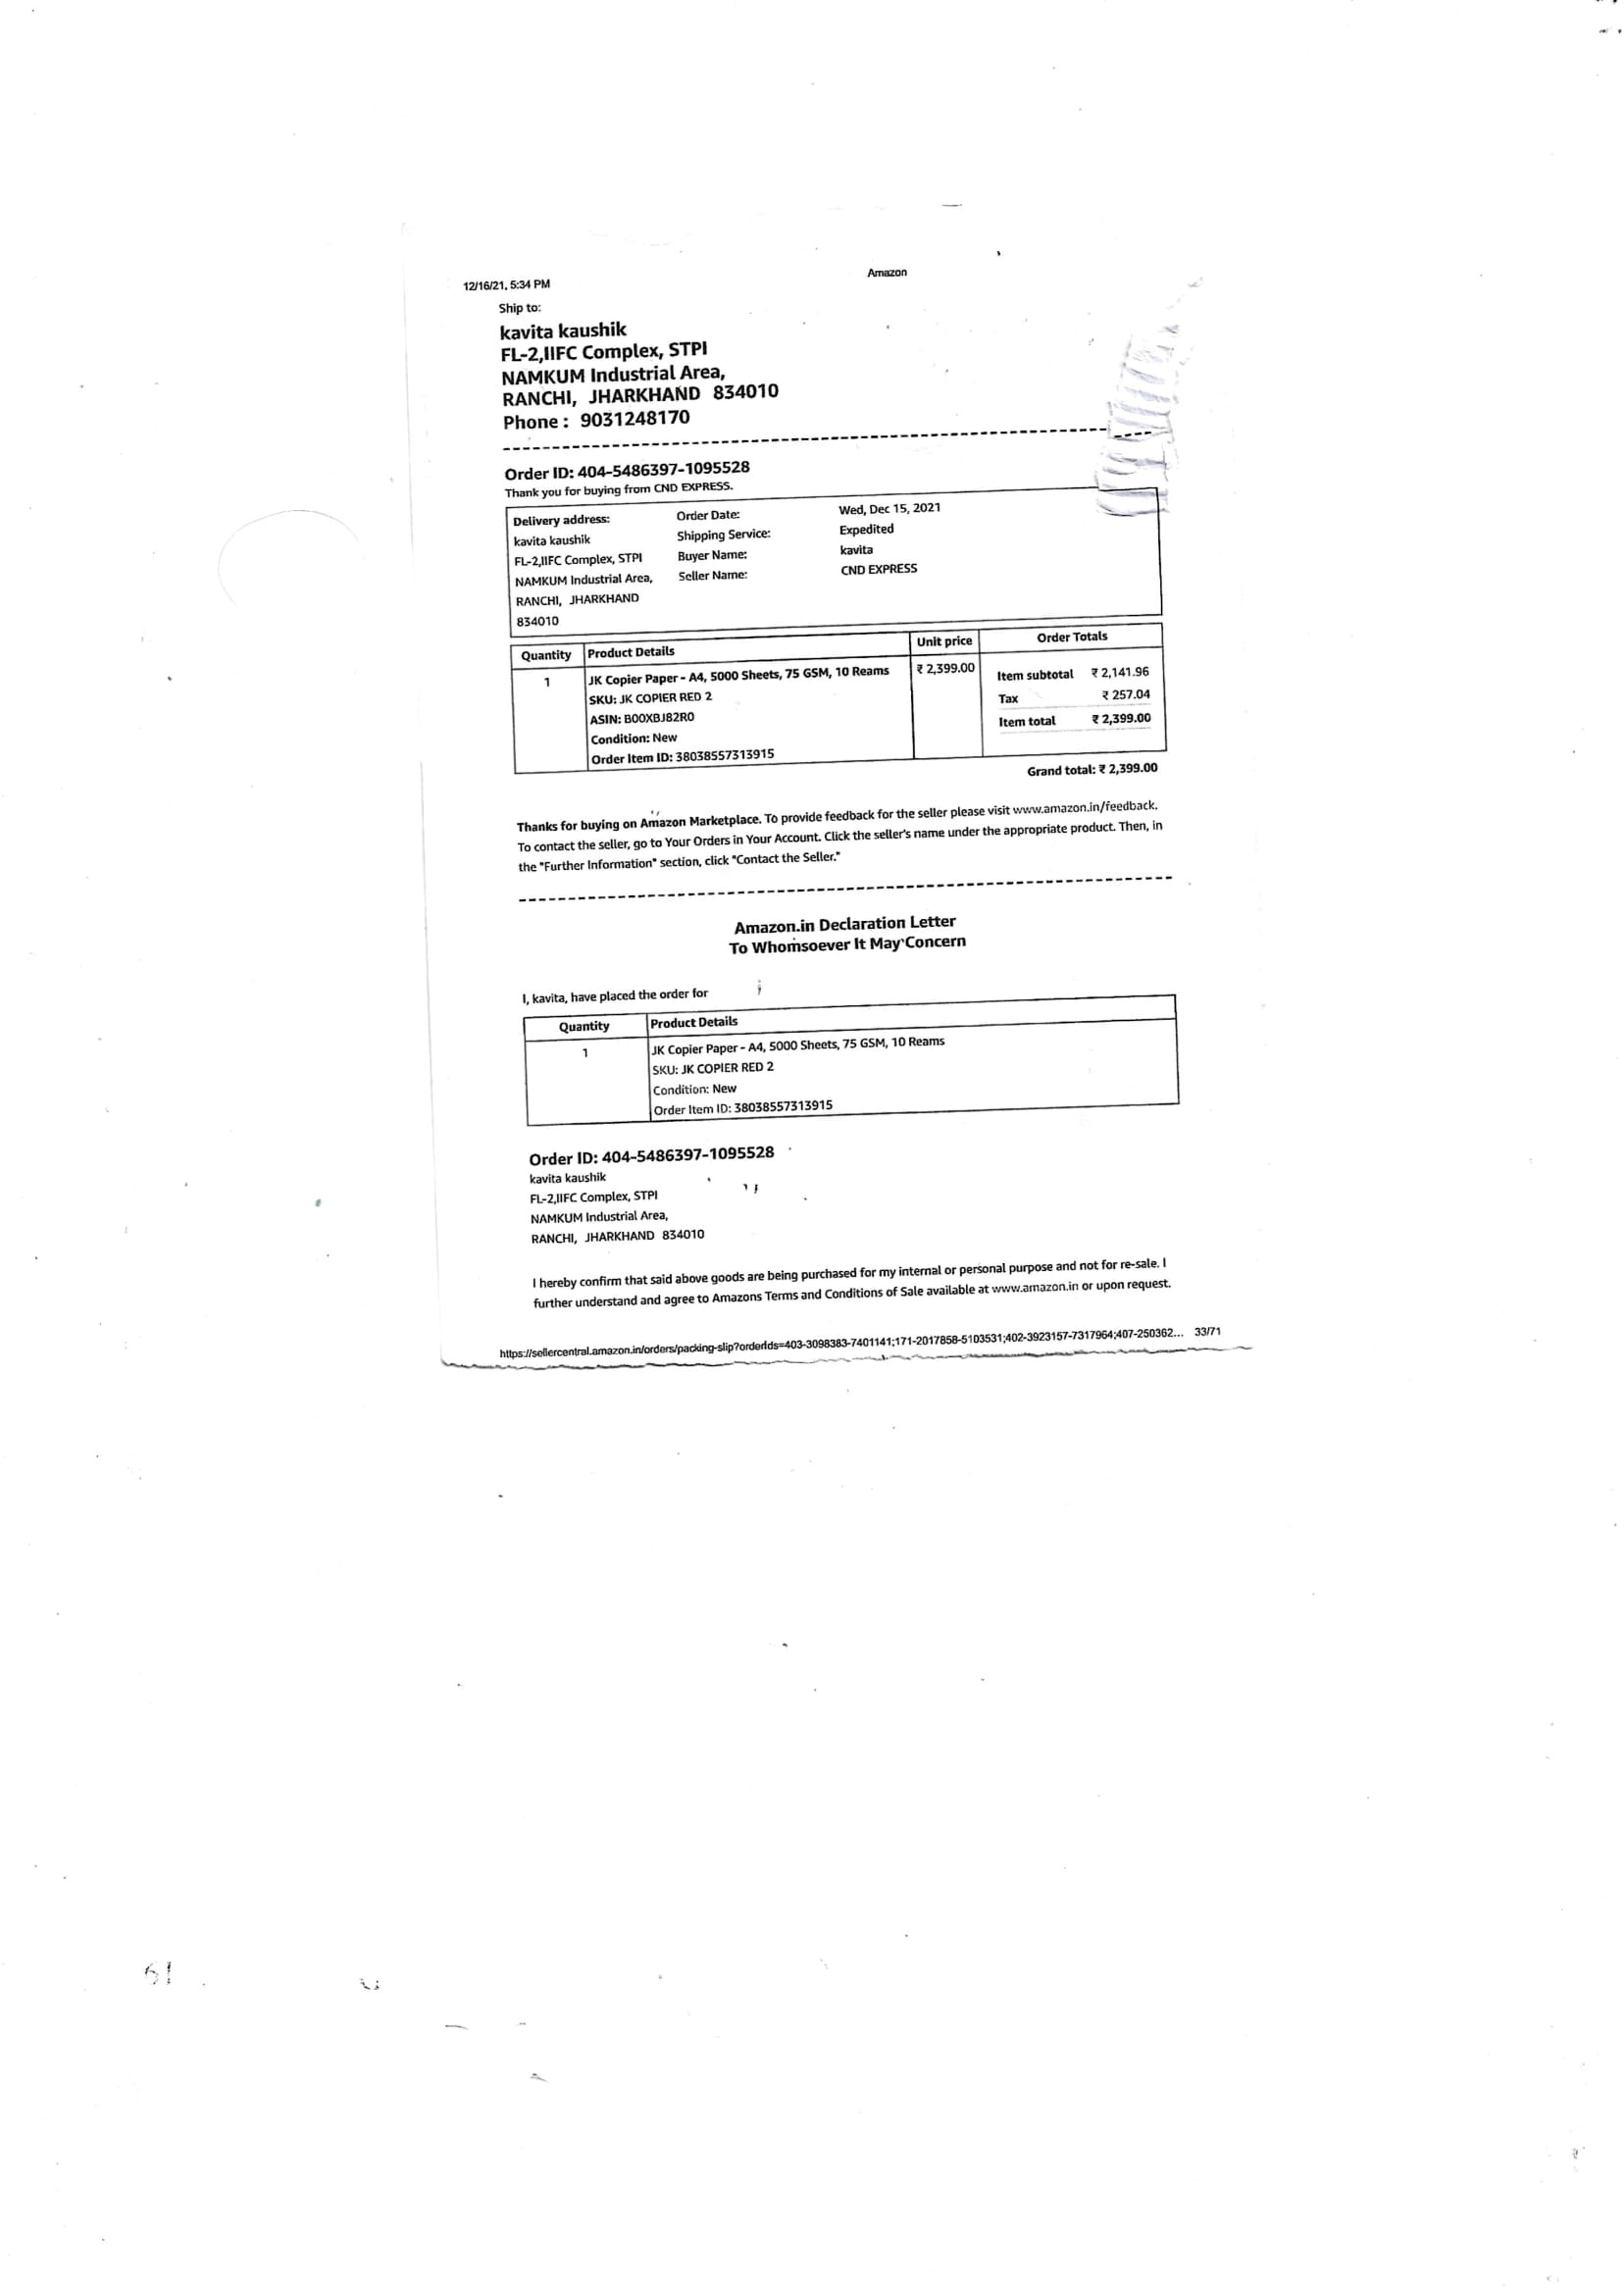 12/16/21, 5:34 PM
Amazon
Ship to:
kavita kaushik
FL-2,IIFC Complex, STPI
NAMKUM Industrial Area,
RANCHI, JHARKHAND 834010
Phone : 9031248170
Order ID: 404-5486397-1095528
Thank you for buying from CND EXPRESS.
Delivery address: Order Date: Wed, Dec 15, 2021
kavita kaushik Shipping Service: Expedited
FL-2,IIFC Complex, STPI Buyer Name: kavita
NAMKUM Industrial Area, Seller Name: CND EXPRESS
RANCHI, JHARKHAND
834010
Quantity Product Details Unit price Order Totals
1 JK Copier Paper - A4, 5000 Sheets, 75 GSM, 10 Reams ₹ 2,399.00 Item subtotal ₹ 2,141.96
SKU: JK COPIER RED 2 Tax ₹ 257.04
ASIN: B00XBJ82R0 Item total ₹ 2,399.00
Condition: New
Order Item ID: 38038557313915
Grand total: ₹ 2,399.00
Thanks for buying on Amazon Marketplace. To provide feedback for the seller please visit www.amazon.in/feedback.
To contact the seller, go to Your Orders in Your Account. Click the seller's name under the appropriate product. Then, in
the "Further Information" section, click "Contact the Seller."
Amazon.in Declaration Letter
To Whomsoever It May Concern
I, kavita, have placed the order for
Quantity Product Details
1 JK Copier Paper - A4, 5000 Sheets, 75 GSM, 10 Reams
SKU: JK COPIER RED 2
Condition: New
Order Item ID: 38038557313915
Order ID: 404-5486397-1095528
kavita kaushik
FL-2,IIFC Complex, STPI
NAMKUM Industrial Area,
RANCHI, JHARKHAND 834010
I hereby confirm that said above goods are being purchased for my internal or personal purpose and not for re-sale. I
further understand and agree to Amazons Terms and Conditions of Sale available at www.amazon.in or upon request.
https://sellercentral.amazon.in/orders/packing-slip?orderIds=403-3098383-7401141;171-2017858-5103531;402-3923157-7317964;407-250362... 33/71